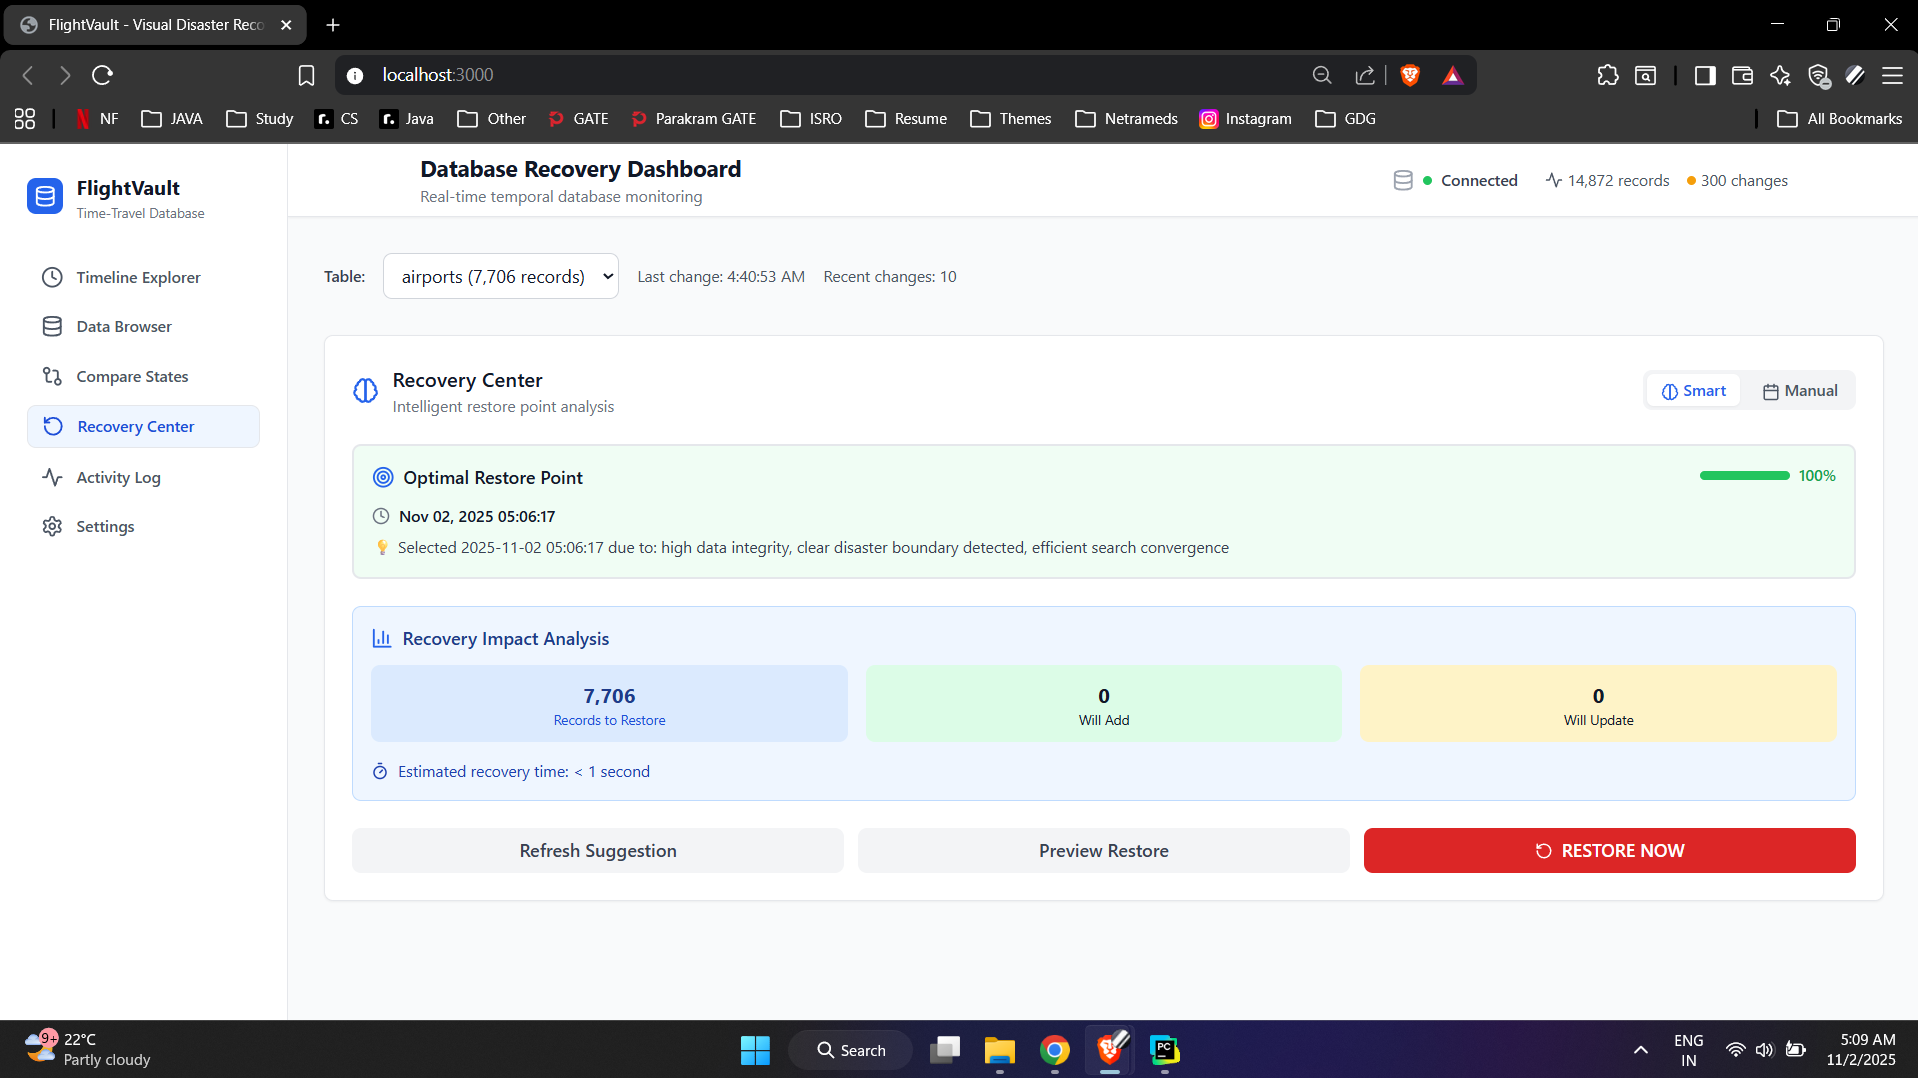 FlightVault - Visual Disaster Reco
localhost:3000
NF
JAVA
Study
CS
Java
Other
GATE
Parakram GATE
ISRO
Resume
Themes
Netrameds
Instagram
GDG
All Bookmarks
FlightVault
Time-Travel Database
Timeline Explorer
Data Browser
Compare States
Recovery Center
Activity Log
Settings
Database Recovery Dashboard
Real-time temporal database monitoring
Connected
14,872 records
300 changes
Table:
airports (7,706 records)
Last change: 4:40:53 AM
Recent changes: 10
Recovery Center
Intelligent restore point analysis
Smart
Manual
Optimal Restore Point
100%
Nov 02, 2025 05:06:17
Selected 2025-11-02 05:06:17 due to: high data integrity, clear disaster boundary detected, efficient search convergence
Recovery Impact Analysis
7,706
Records to Restore
0
Will Add
0
Will Update
Estimated recovery time: < 1 second
Refresh Suggestion
Preview Restore
RESTORE NOW
9+
22°C
Partly cloudy
Search
PC
ENG
IN
5:09 AM
11/2/2025